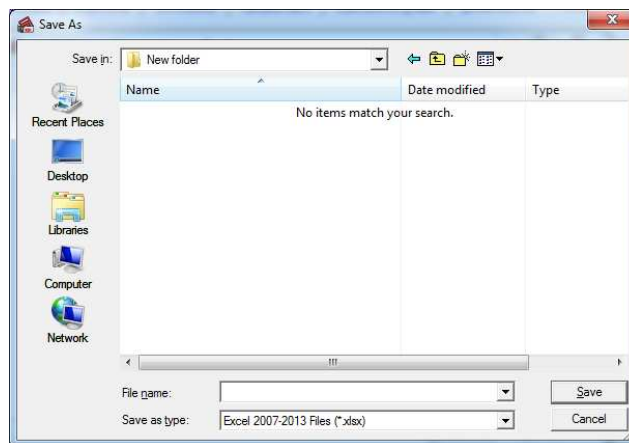 Save As
Save in: New folder
Name Date modified Type
No items match your search.
Recent Places
Desktop
Libraries
Computer
Network
File name:
Save
Save as type: Excel 2007-2013 Files (*.xlsx)
Cancel